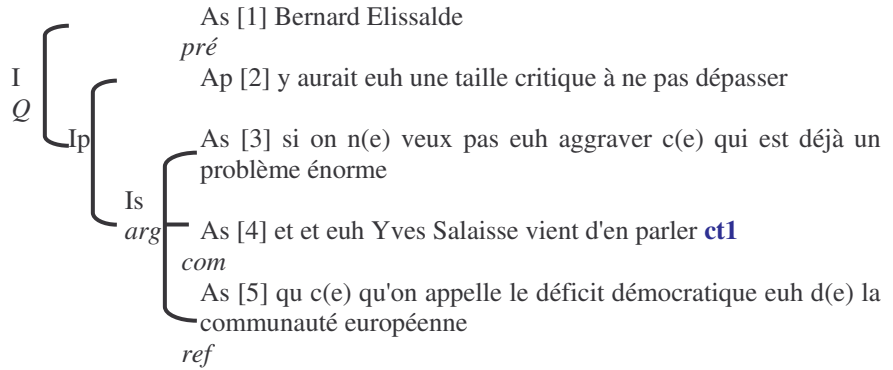 As [1] Bernard Elissalde
pré
I
Ap [2] y aurait euh une taille critique à ne pas dépasser
Q
Ip
As [3] si on n(e) veux pas euh aggraver c(e) qui est déjà un
problème énorme
Is
arg
As [4] et et euh Yves Salaisse vient d'en parler ct1
com
As [5] qu c(e) qu'on appelle le déficit démocratique euh d(e) la
communauté européenne
ref